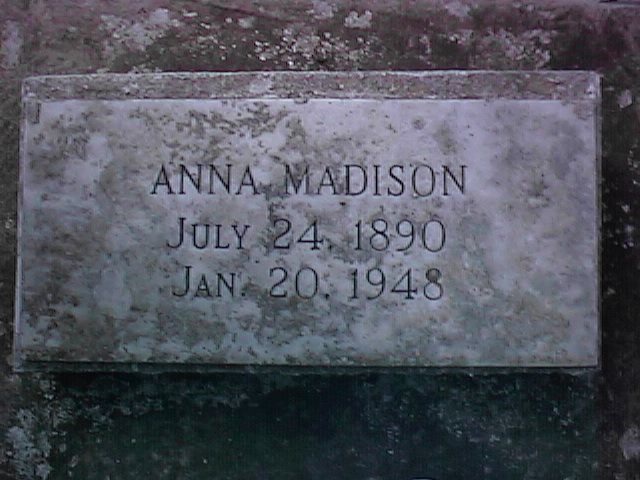 ANNA MADISON
JULY 24, 1890
JAN. 20, 1948